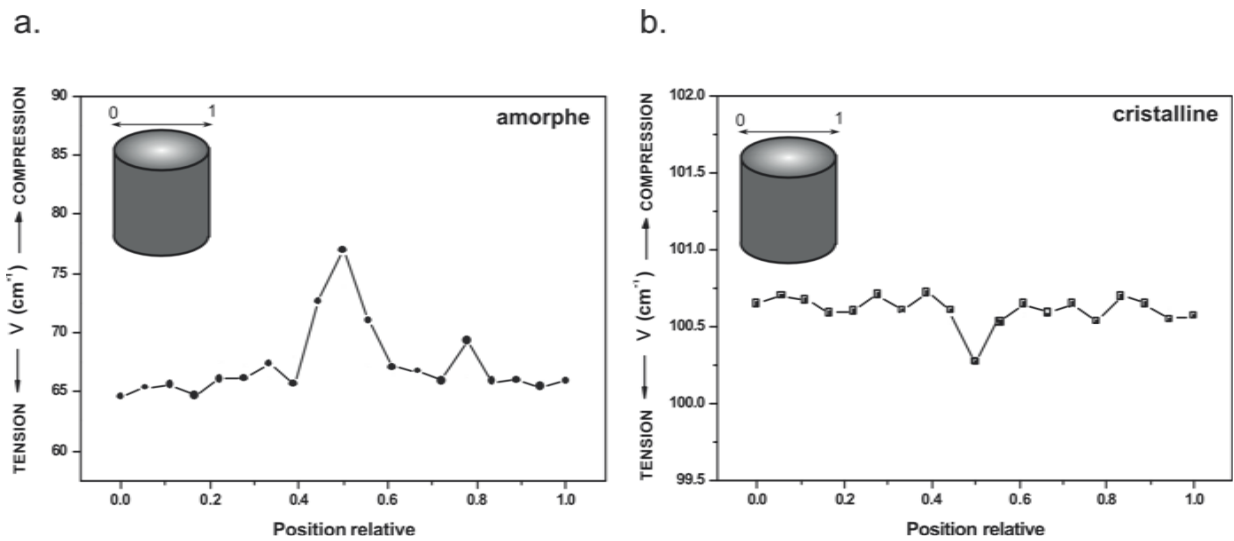 a.
amorphe
0 1
90
85
80
75
70
65
60
TENSION ← V (cm⁻¹) → COMPRESSION
0.0 0.2 0.4 0.6 0.8 1.0
Position relative
b.
cristalline
0 1
102.0
101.5
101.0
100.5
100.0
99.5
TENSION ← V (cm⁻¹) → COMPRESSION
0.0 0.2 0.4 0.6 0.8 1.0
Position relative